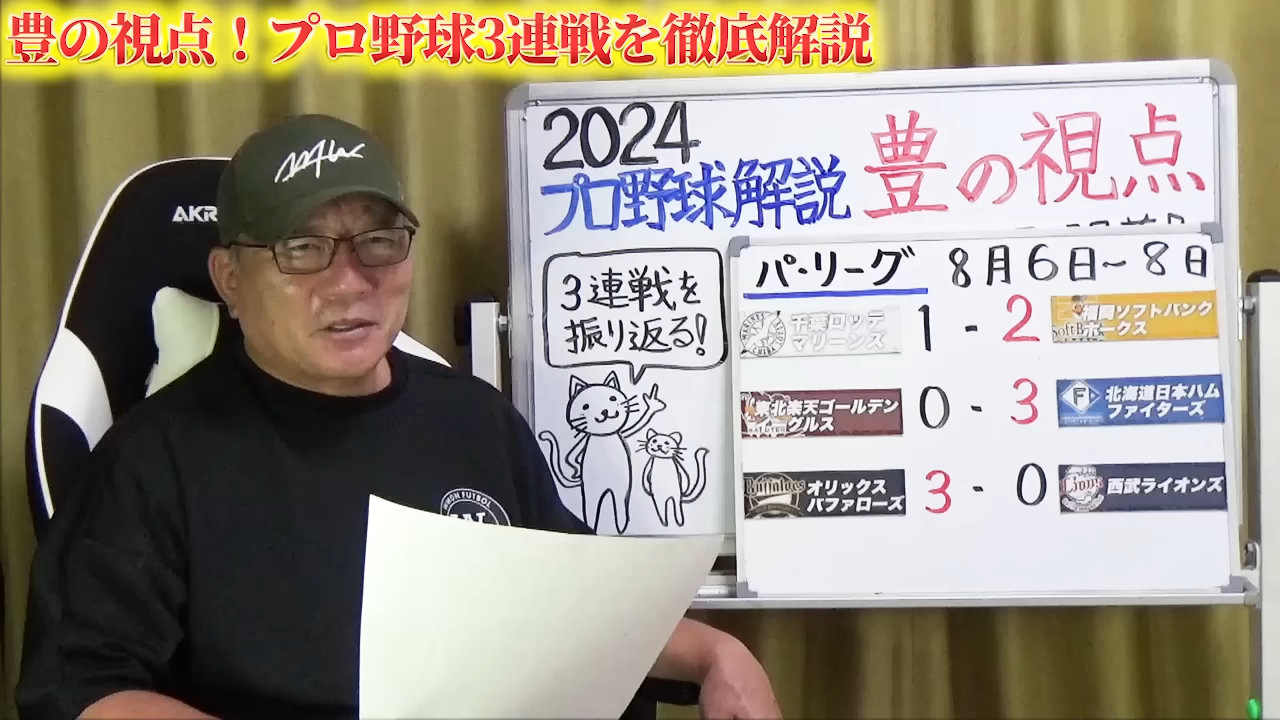 豊の視点！プロ野球3連戦を徹底解説
2024
プロ野球解説
豊の視点
3連戦を
振り返る!
パ・リーグ 8月6日~8日
千葉ロッテ
マリーンズ
1 - 2
福岡ソフトバンク
ホークス
東北楽天ゴールデン
イーグルス
0 - 3
北海道日本ハム
ファイターズ
Buffaloes
オリックス
バファローズ
3 - 0
Lions
西武ライオンズ
AKR